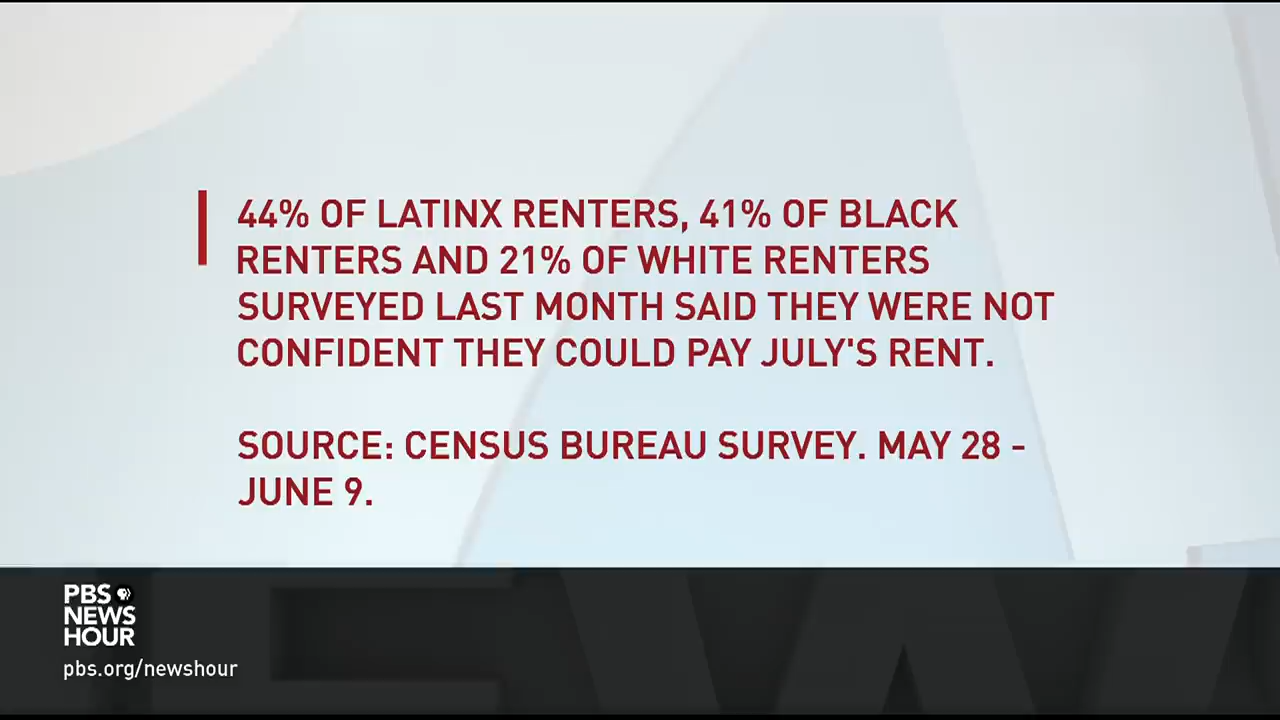 44% OF LATINX RENTERS, 41% OF BLACK
RENTERS AND 21% OF WHITE RENTERS
SURVEYED LAST MONTH SAID THEY WERE NOT
CONFIDENT THEY COULD PAY JULY'S RENT.
SOURCE: CENSUS BUREAU SURVEY. MAY 28 -
JUNE 9.
PBS
NEWS
HOUR
pbs.org/newshour